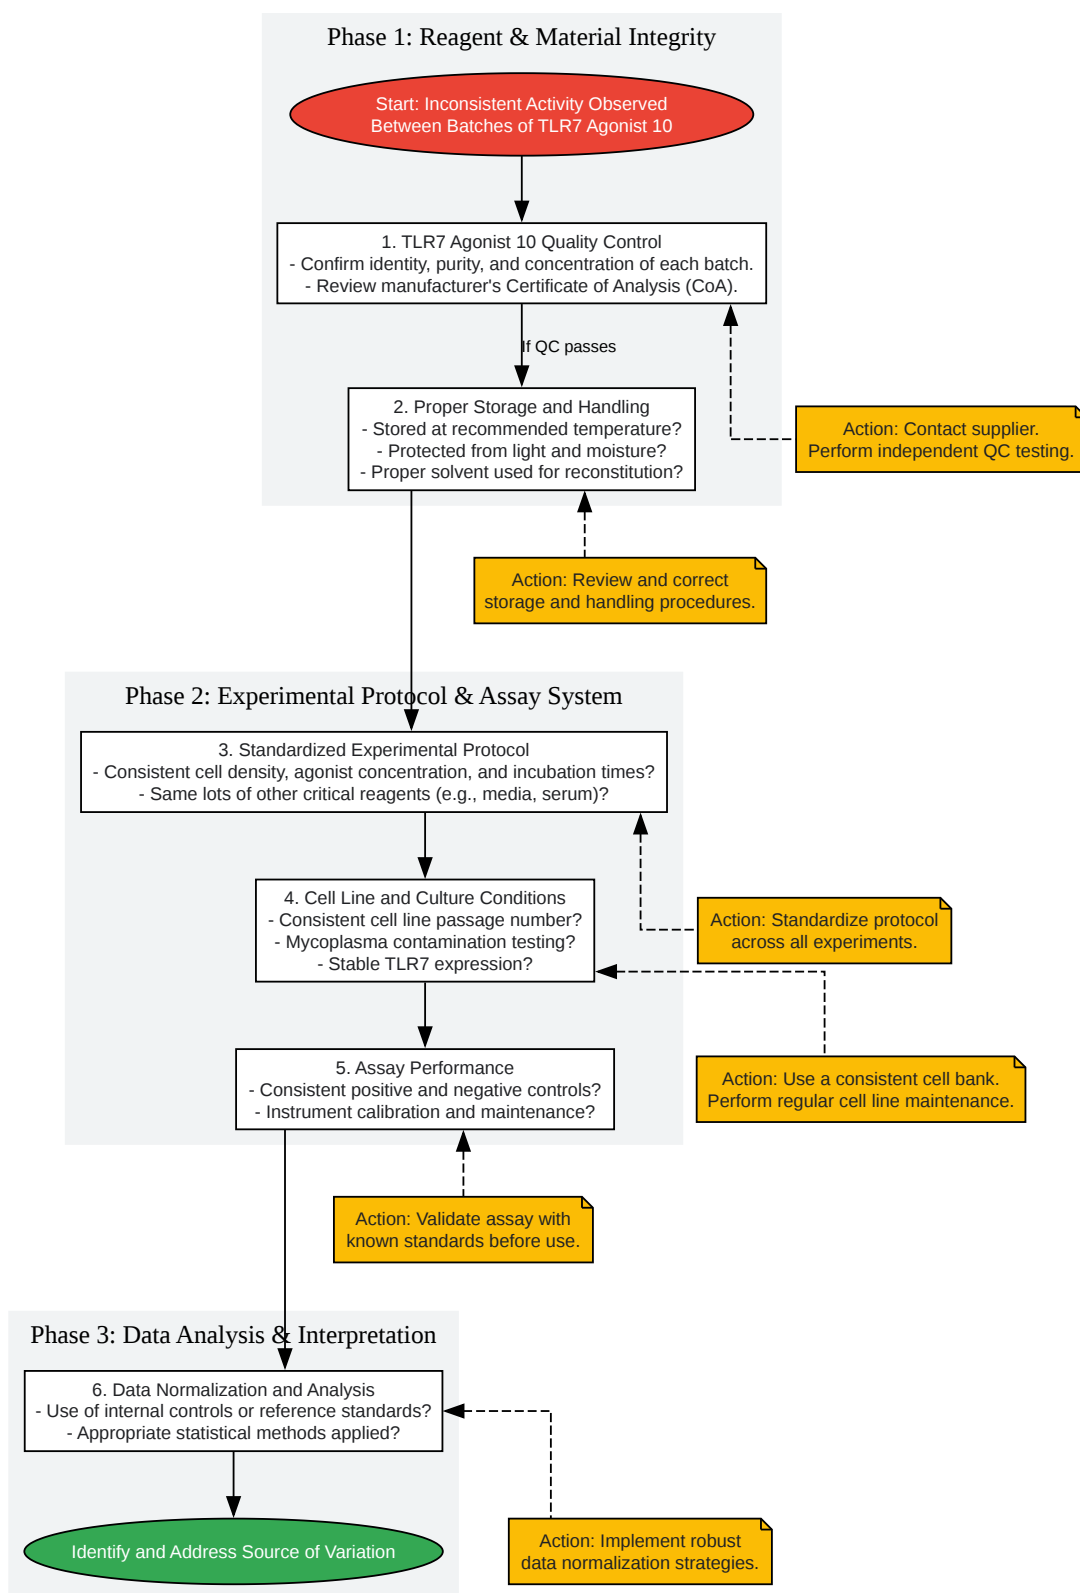 Phase 1: Reagent & Material Integrity
Start: Inconsistent Activity Observed
Between Batches of TLR7 Agonist 10
1. TLR7 Agonist 10 Quality Control
- Confirm identity, purity, and concentration of each batch.
- Review manufacturer's Certificate of Analysis (CoA).
If QC passes
2. Proper Storage and Handling
- Stored at recommended temperature?
- Protected from light and moisture?
- Proper solvent used for reconstitution?
Action: Contact supplier.
Perform independent QC testing.
Action: Review and correct
storage and handling procedures.
Phase 2: Experimental Protocol & Assay System
3. Standardized Experimental Protocol
- Consistent cell density, agonist concentration, and incubation times?
- Same lots of other critical reagents (e.g., media, serum)?
4. Cell Line and Culture Conditions
- Consistent cell line passage number?
- Mycoplasma contamination testing?
- Stable TLR7 expression?
Action: Standardize protocol
across all experiments.
5. Assay Performance
- Consistent positive and negative controls?
- Instrument calibration and maintenance?
Action: Use a consistent cell bank.
Perform regular cell line maintenance.
Action: Validate assay with
known standards before use.
Phase 3: Data Analysis & Interpretation
6. Data Normalization and Analysis
- Use of internal controls or reference standards?
- Appropriate statistical methods applied?
Identify and Address Source of Variation
Action: Implement robust
data normalization strategies.